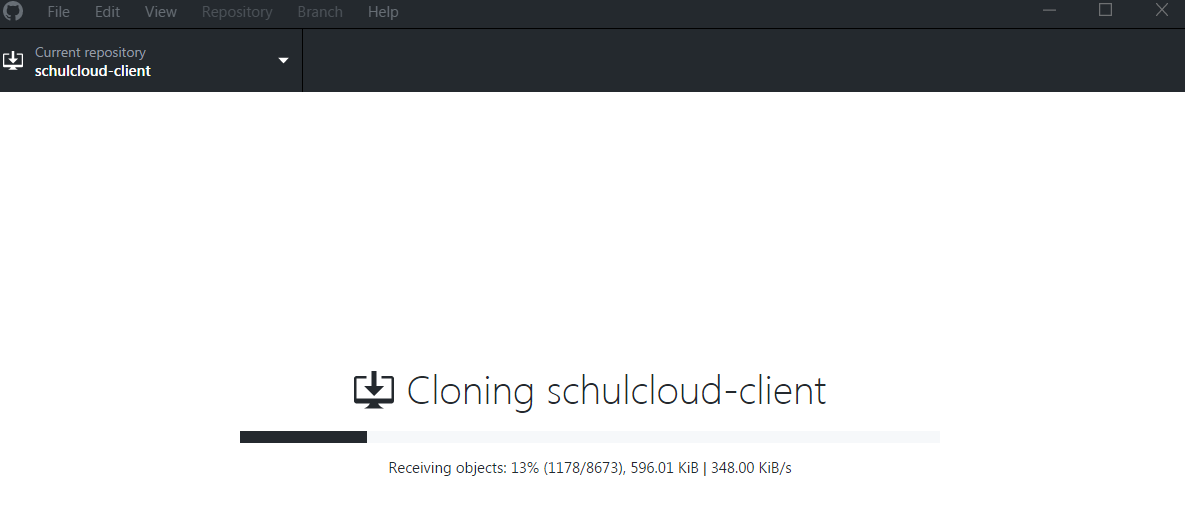 File Edit View Repository Branch Help
Current repository
schulcloud-client
Cloning schulcloud-client
Receiving objects: 13% (1178/8673), 596.01 KiB | 348.00 KiB/s